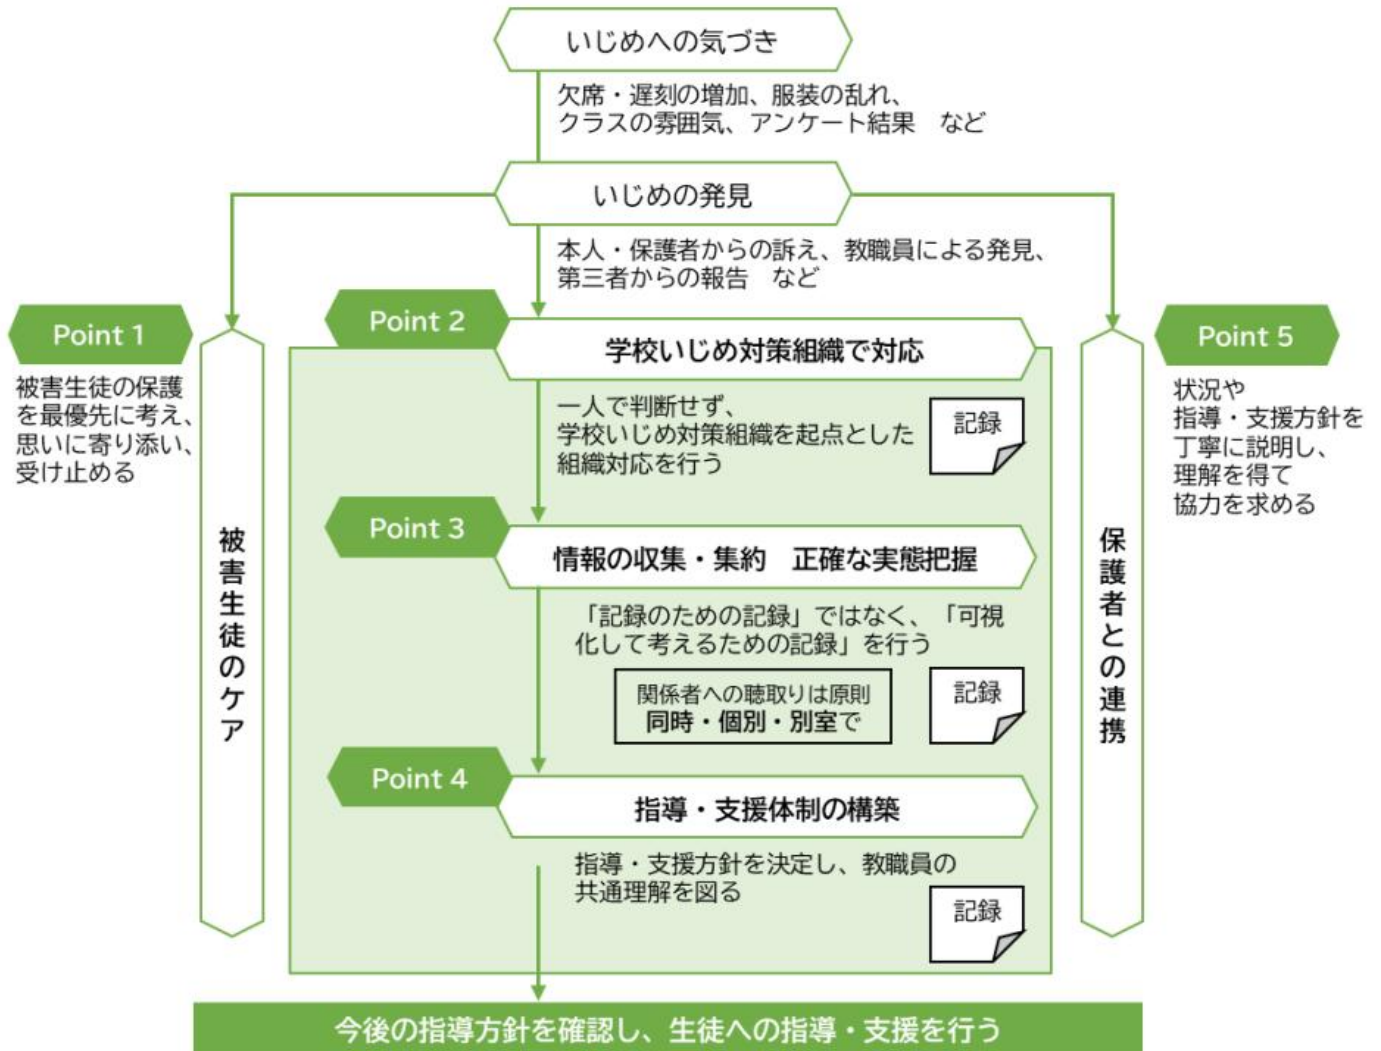 いじめへの気づき
欠席・遅刻の増加、服装の乱れ、
クラスの雰囲気、アンケート結果　など
いじめの発見
本人・保護者からの訴え、教職員による発見、
第三者からの報告　など
Point 1
被害生徒の保護
を最優先に考え、
思いに寄り添い、
受け止める
被害生徒のケア
Point 2
学校いじめ対策組織で対応
一人で判断せず、
学校いじめ対策組織を起点とした
組織対応を行う
記録
Point 3
情報の収集・集約　正確な実態把握
「記録のための記録」ではなく、「可視
化して考えるための記録」を行う
関係者への聴取りは原則
同時・個別・別室で
記録
Point 4
指導・支援体制の構築
指導・支援方針を決定し、教職員の
共通理解を図る
記録
Point 5
状況や
指導・支援方針を
丁寧に説明し、
理解を得て
協力を求める
保護者との連携
今後の指導方針を確認し、生徒への指導・支援を行う